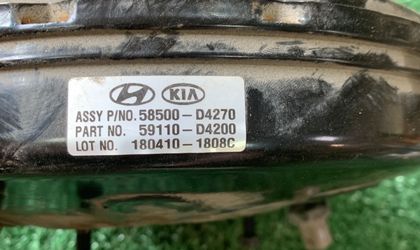 KIA
ASSY P/NO. 58500-D4270
PART NO. 59110-D4200
LOT NO. 180410-1808C